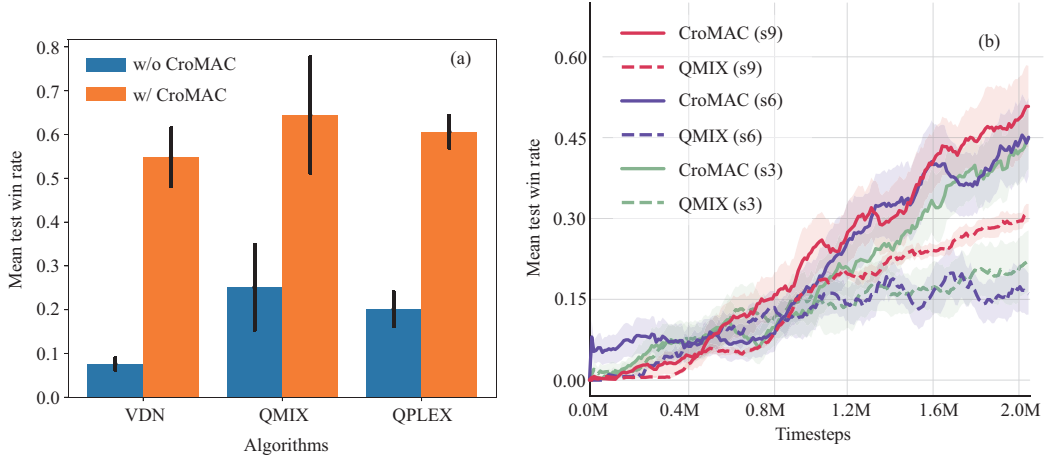 (a)
w/o CroMAC
w/ CroMAC
Mean test win rate
0.8
0.7
0.6
0.5
0.4
0.3
0.2
0.1
0.0
VDN QMIX QPLEX
Algorithms
(b)
CroMAC (s9)
QMIX (s9)
CroMAC (s6)
QMIX (s6)
CroMAC (s3)
QMIX (s3)
Mean test win rate
0.60
0.45
0.30
0.15
0.00
0.0M 0.4M 0.8M 1.2M 1.6M 2.0M
Timesteps